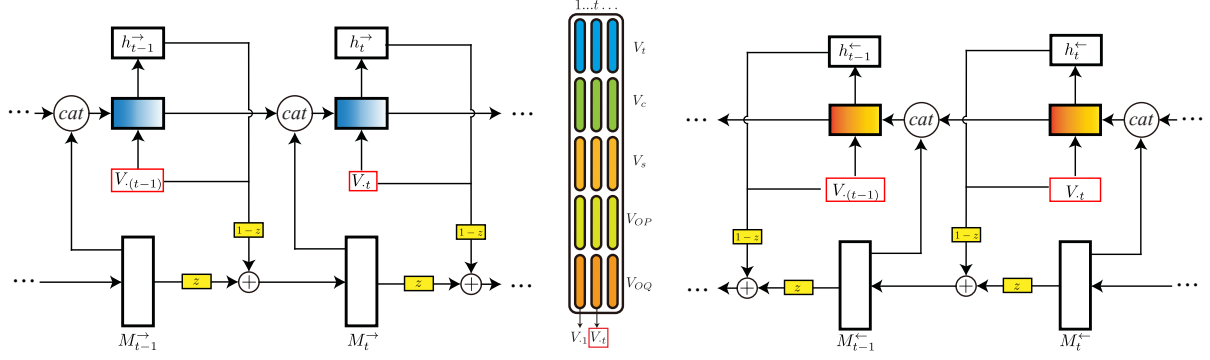 1...t...
h→t-1
h→t
Vt
h←t-1
h←t
... cat cat ...
Vc
... cat cat ...
Vs
V·(t-1)
V·t
V·(t-1)
V·t
VOP
1-z
1-z
1-z
1-z
... z + z + ...
VOQ
... + z + z ...
M→t-1
M→t
V·1
V·t
M←t-1
M←t